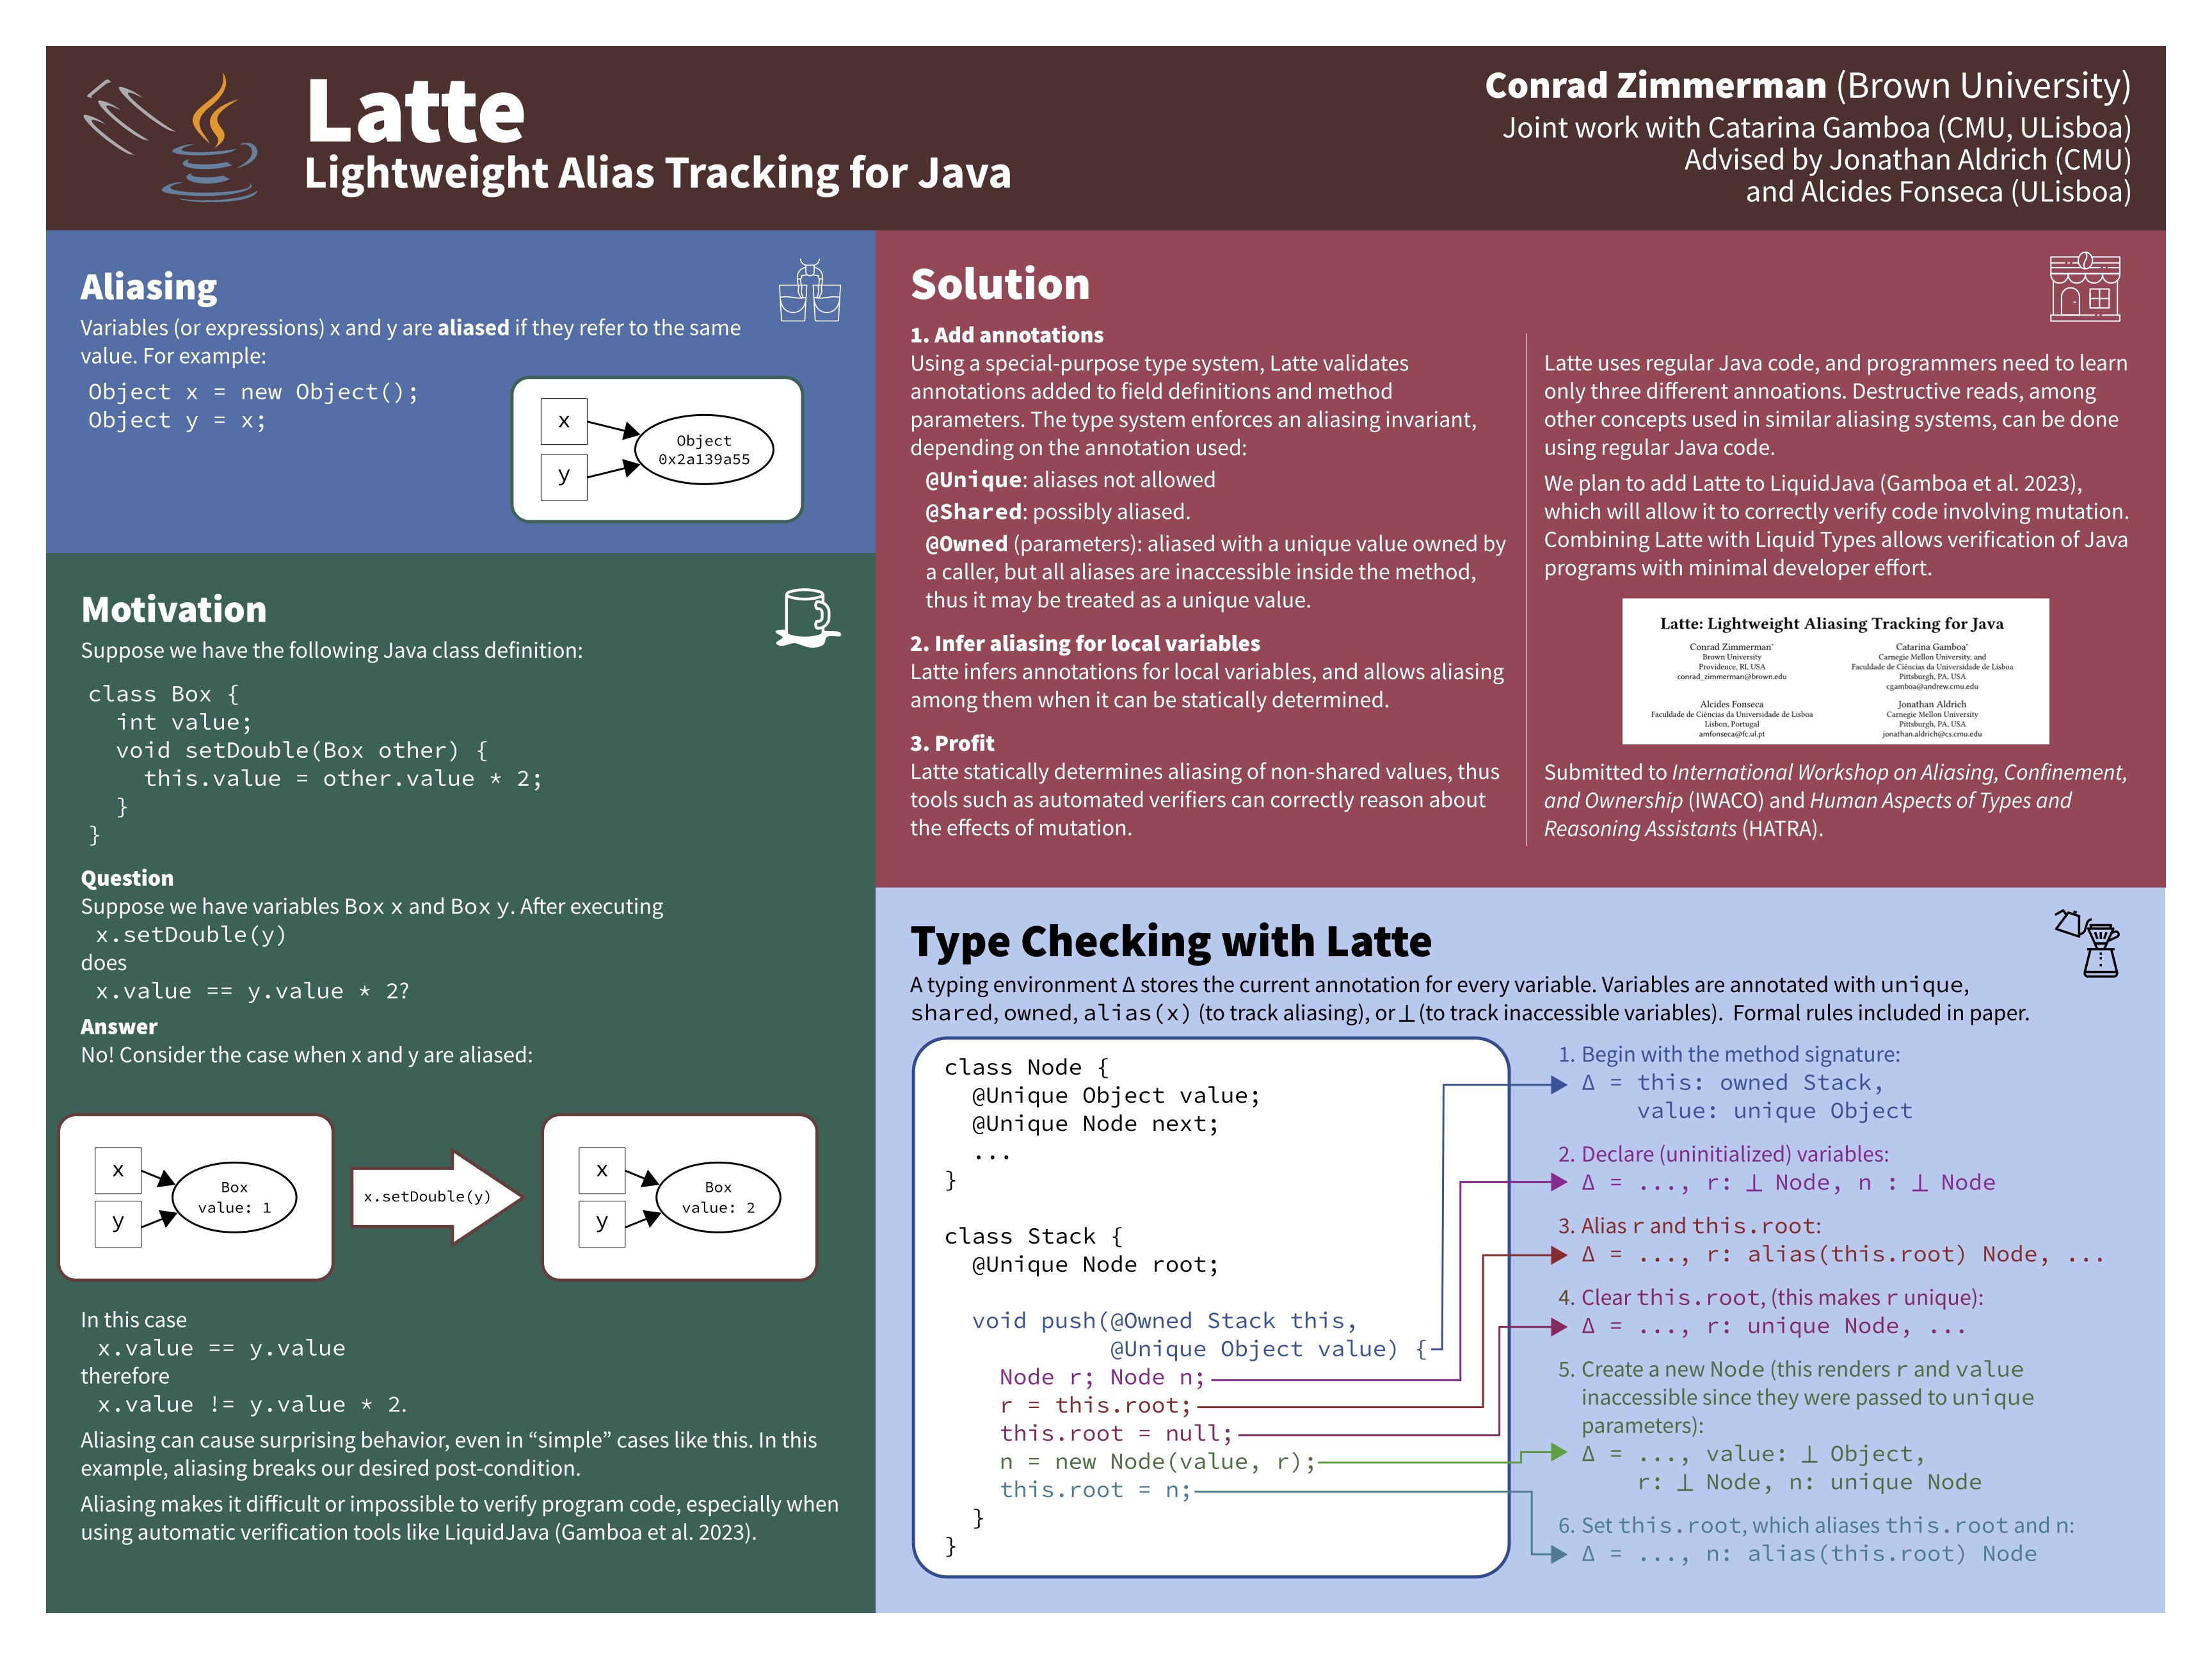 Latte
Lightweight Alias Tracking for Java
Conrad Zimmerman (Brown University)
Joint work with Catarina Gamboa (CMU, ULisboa)
Advised by Jonathan Aldrich (CMU)
and Alcides Fonseca (ULisboa)
Aliasing
Variables (or expressions) x and y are aliased if they refer to the same
value. For example:
Object x = new Object();
Object y = x;
x
y
Object
0x2a139a55
Motivation
Suppose we have the following Java class definition:
class Box {
int value;
void setDouble(Box other) {
this.value = other.value * 2;
}
}
Question
Suppose we have variables Box x and Box y. After executing
x.setDouble(y)
does
x.value == y.value * 2?
Answer
No! Consider the case when x and y are aliased:
x
y
Box
value: 1
x.setDouble(y)
x
y
Box
value: 2
In this case
x.value == y.value
therefore
x.value != y.value * 2.
Aliasing can cause surprising behavior, even in “simple” cases like this. In this
example, aliasing breaks our desired post-condition.
Aliasing makes it difficult or impossible to verify program code, especially when
using automatic verification tools like LiquidJava (Gamboa et al. 2023).
Solution
1. Add annotations
Using a special-purpose type system, Latte validates
annotations added to field definitions and method
parameters. The type system enforces an aliasing invariant,
depending on the annotation used:
@Unique: aliases not allowed
@Shared: possibly aliased.
@Owned (parameters): aliased with a unique value owned by
a caller, but all aliases are inaccessible inside the method,
thus it may be treated as a unique value.
2. Infer aliasing for local variables
Latte infers annotations for local variables, and allows aliasing
among them when it can be statically determined.
3. Profit
Latte statically determines aliasing of non-shared values, thus
tools such as automated verifiers can correctly reason about
the effects of mutation.
Latte uses regular Java code, and programmers need to learn
only three different annoations. Destructive reads, among
other concepts used in similar aliasing systems, can be done
using regular Java code.
We plan to add Latte to LiquidJava (Gamboa et al. 2023),
which will allow it to correctly verify code involving mutation.
Combining Latte with Liquid Types allows verification of Java
programs with minimal developer effort.
Latte: Lightweight Aliasing Tracking for Java
Conrad Zimmerman*
Brown University
Providence, RI, USA
conrad_zimmerman@brown.edu
Catarina Gamboa*
Carnegie Mellon University, and
Faculdade de Ciências da Universidade de Lisboa
Pittsburgh, PA, USA
cgamboa@andrew.cmu.edu
Alcides Fonseca
Faculdade de Ciências da Universidade de Lisboa
Lisbon, Portugal
amfonseca@fc.ul.pt
Jonathan Aldrich
Carnegie Mellon University
Pittsburgh, PA, USA
jonathan.aldrich@cs.cmu.edu
Submitted to International Workshop on Aliasing, Confinement,
and Ownership (IWACO) and Human Aspects of Types and
Reasoning Assistants (HATRA).
Type Checking with Latte
A typing environment Δ stores the current annotation for every variable. Variables are annotated with unique,
shared, owned, alias(x) (to track aliasing), or ⊥ (to track inaccessible variables). Formal rules included in paper.
class Node {
@Unique Object value;
@Unique Node next;
...
}
class Stack {
@Unique Node root;
void push(@Owned Stack this,
@Unique Object value) {
Node r; Node n;
r = this.root;
this.root = null;
n = new Node(value, r);
this.root = n;
}
}
1. Begin with the method signature:
Δ = this: owned Stack,
value: unique Object
2. Declare (uninitialized) variables:
Δ = ..., r: ⊥ Node, n : ⊥ Node
3. Alias r and this.root:
Δ = ..., r: alias(this.root) Node, ...
4. Clear this.root, (this makes r unique):
Δ = ..., r: unique Node, ...
5. Create a new Node (this renders r and value
inaccessible since they were passed to unique
parameters):
Δ = ..., value: ⊥ Object,
r: ⊥ Node, n: unique Node
6. Set this.root, which aliases this.root and n:
Δ = ..., n: alias(this.root) Node